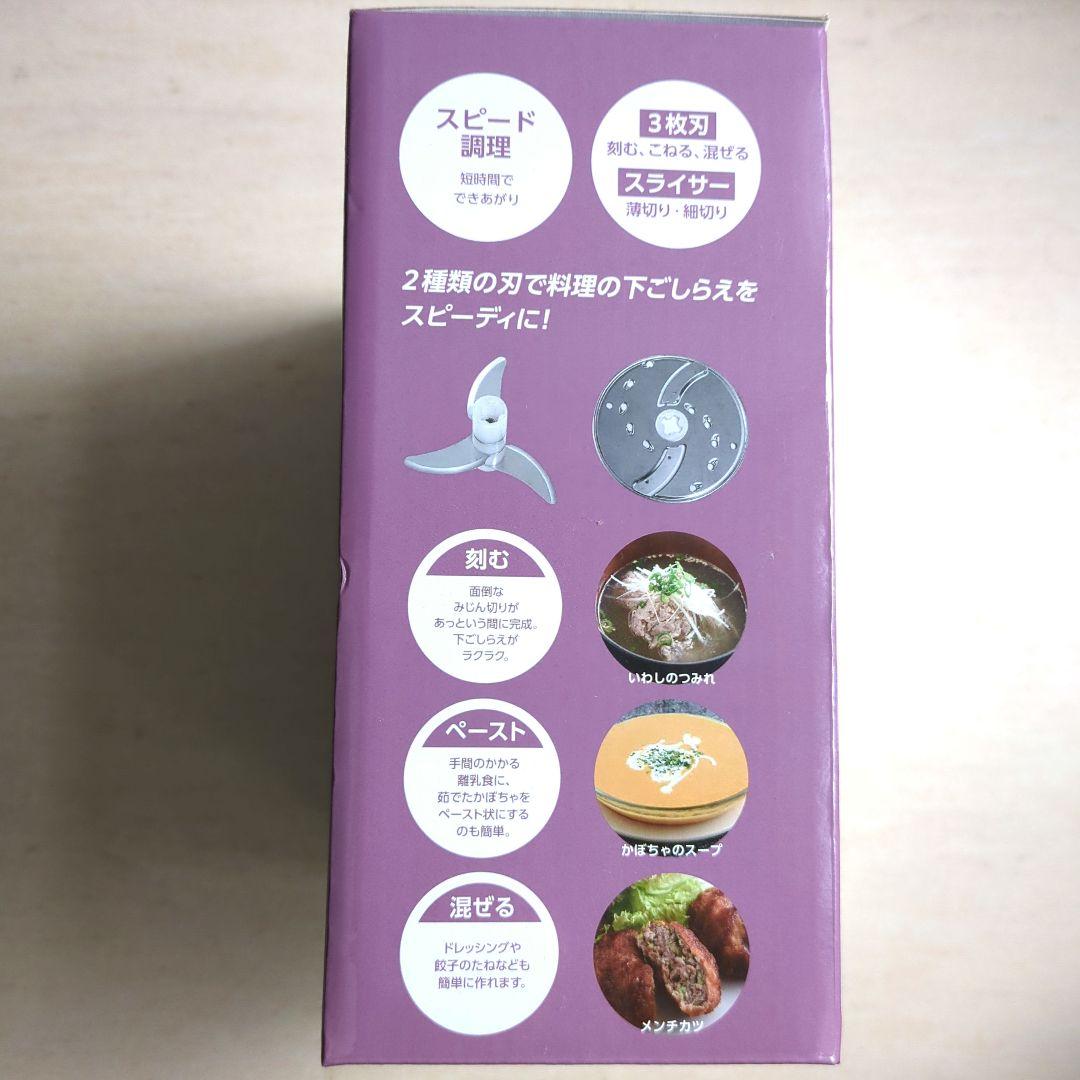 スピード
調理
短時間で
できあがり
3枚刃
刻む、こねる、混ぜる
スライサー
薄切り・細切り
2種類の刃で料理の下ごしらえを
スピーディに!
刻む
面倒な
みじん切りが
あっという間に完成。
下ごしらえが
ラクラク。
いわしのつみれ
ペースト
手間のかかる
離乳食に、
茹でたかぼちゃを
ペースト状にする
のも簡単。
かぼちゃのスープ
混ぜる
ドレッシングや
餃子のたねなども
簡単に作れます。
メンチカツ